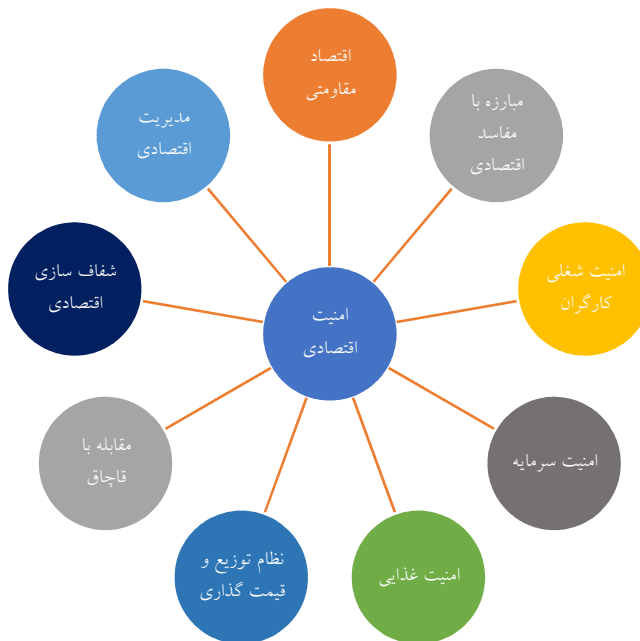 اقتصاد
مقاومتی
مبارزه با
مفاسد
اقتصادی
امنیت شغلی
کارگران
امنیت سرمایه
امنیت غذایی
نظام توزیع و
قیمت گذاری
مقابله با
قاچاق
شفاف سازی
اقتصادی
مدیریت
اقتصادی
امنیت
اقتصادی